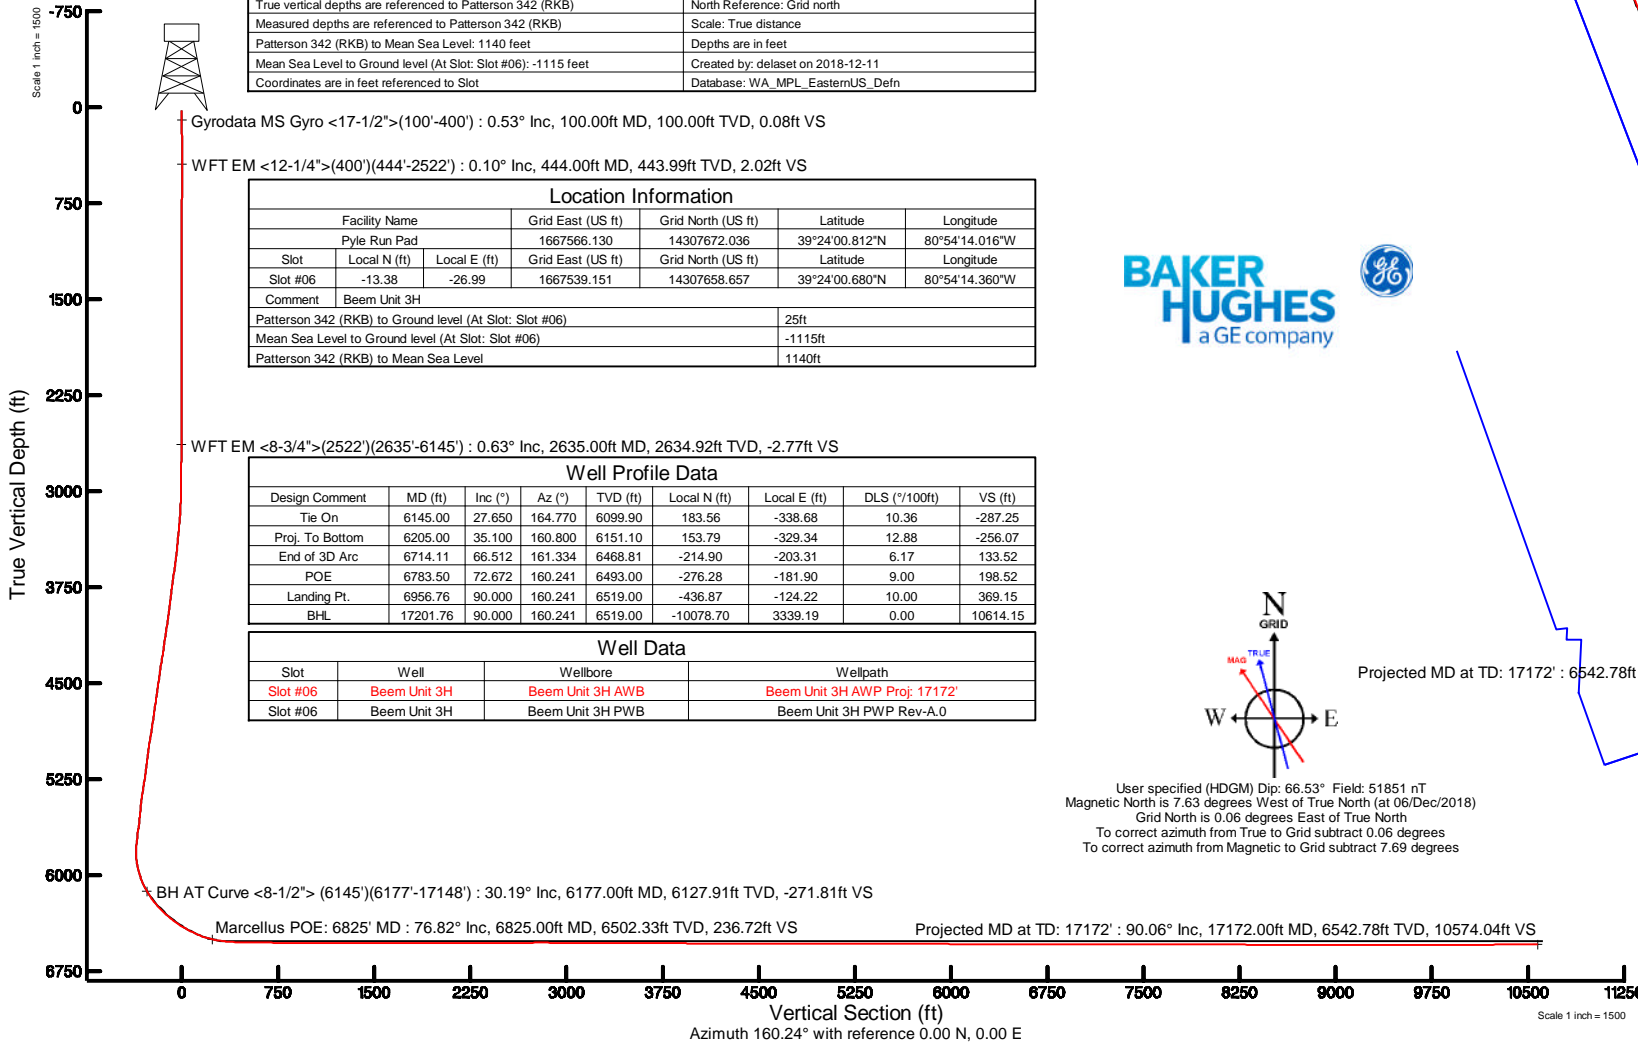 True vertical depths are referenced to Patterson 342 (RKB) North Reference: Grid north
Measured depths are referenced to Patterson 342 (RKB) Scale: True distance
Patterson 342 (RKB) to Mean Sea Level: 1140 feet Depths are in feet
Mean Sea Level to Ground level (At Slot: Slot #06): -1115 feet Created by: delaset on 2018-12-11
Coordinates are in feet referenced to Slot Database: WA_MPL_EasternUS_Defn
Scale 1 inch = 1500
True Vertical Depth (ft)
-750
0
750
1500
2250
3000
3750
4500
5250
6000
6750
Gyrodata MS Gyro <17-1/2">(100'-400') : 0.53° Inc, 100.00ft MD, 100.00ft TVD, 0.08ft VS
WFT EM <12-1/4">(400')(444'-2522') : 0.10° Inc, 444.00ft MD, 443.99ft TVD, 2.02ft VS
Location Information
Facility Name Grid East (US ft) Grid North (US ft) Latitude Longitude
Pyle Run Pad 1667566.130 14307672.036 39°24'00.812"N 80°54'14.016"W
Slot Local N (ft) Local E (ft) Grid East (US ft) Grid North (US ft) Latitude Longitude
Slot #06 -13.38 -26.99 1667539.151 14307658.657 39°24'00.680"N 80°54'14.360"W
Comment Beem Unit 3H
Patterson 342 (RKB) to Ground level (At Slot: Slot #06) 25ft
Mean Sea Level to Ground level (At Slot: Slot #06) -1115ft
Patterson 342 (RKB) to Mean Sea Level 1140ft
BAKER
HUGHES
a GE company
GE
WFT EM <8-3/4">(2522')(2635'-6145') : 0.63° Inc, 2635.00ft MD, 2634.92ft TVD, -2.77ft VS
Well Profile Data
Design Comment MD (ft) Inc (°) Az (°) TVD (ft) Local N (ft) Local E (ft) DLS (°/100ft) VS (ft)
Tie On 6145.00 27.650 164.770 6099.90 183.56 -338.68 10.36 -287.25
Proj. To Bottom 6205.00 35.100 160.800 6151.10 153.79 -329.34 12.88 -256.07
End of 3D Arc 6714.11 66.512 161.334 6468.81 -214.90 -203.31 6.17 133.52
POE 6783.50 72.672 160.241 6493.00 -276.28 -181.90 9.00 198.52
Landing Pt. 6956.76 90.000 160.241 6519.00 -436.87 -124.22 10.00 369.15
BHL 17201.76 90.000 160.241 6519.00 -10078.70 3339.19 0.00 10614.15
Well Data
Slot Well Wellbore Wellpath
Slot #06 Beem Unit 3H Beem Unit 3H AWB Beem Unit 3H AWP Proj: 17172'
Slot #06 Beem Unit 3H Beem Unit 3H PWB Beem Unit 3H PWP Rev-A.0
N
GRID
TRUE
MAG
W E
Projected MD at TD: 17172' : 6542.78ft
User specified (HDGM) Dip: 66.53° Field: 51851 nT
Magnetic North is 7.63 degrees West of True North (at 06/Dec/2018)
Grid North is 0.06 degrees East of True North
To correct azimuth from True to Grid subtract 0.06 degrees
To correct azimuth from Magnetic to Grid subtract 7.69 degrees
BH AT Curve <8-1/2"> (6145')(6177'-17148') : 30.19° Inc, 6177.00ft MD, 6127.91ft TVD, -271.81ft VS
Marcellus POE: 6825' MD : 76.82° Inc, 6825.00ft MD, 6502.33ft TVD, 236.72ft VS
Projected MD at TD: 17172' : 90.06° Inc, 17172.00ft MD, 6542.78ft TVD, 10574.04ft VS
0 750 1500 2250 3000 3750 4500 5250 6000 6750 7500 8250 9000 9750 10500 11250
Vertical Section (ft)
Azimuth 160.24° with reference 0.00 N, 0.00 E
Scale 1 inch = 1500